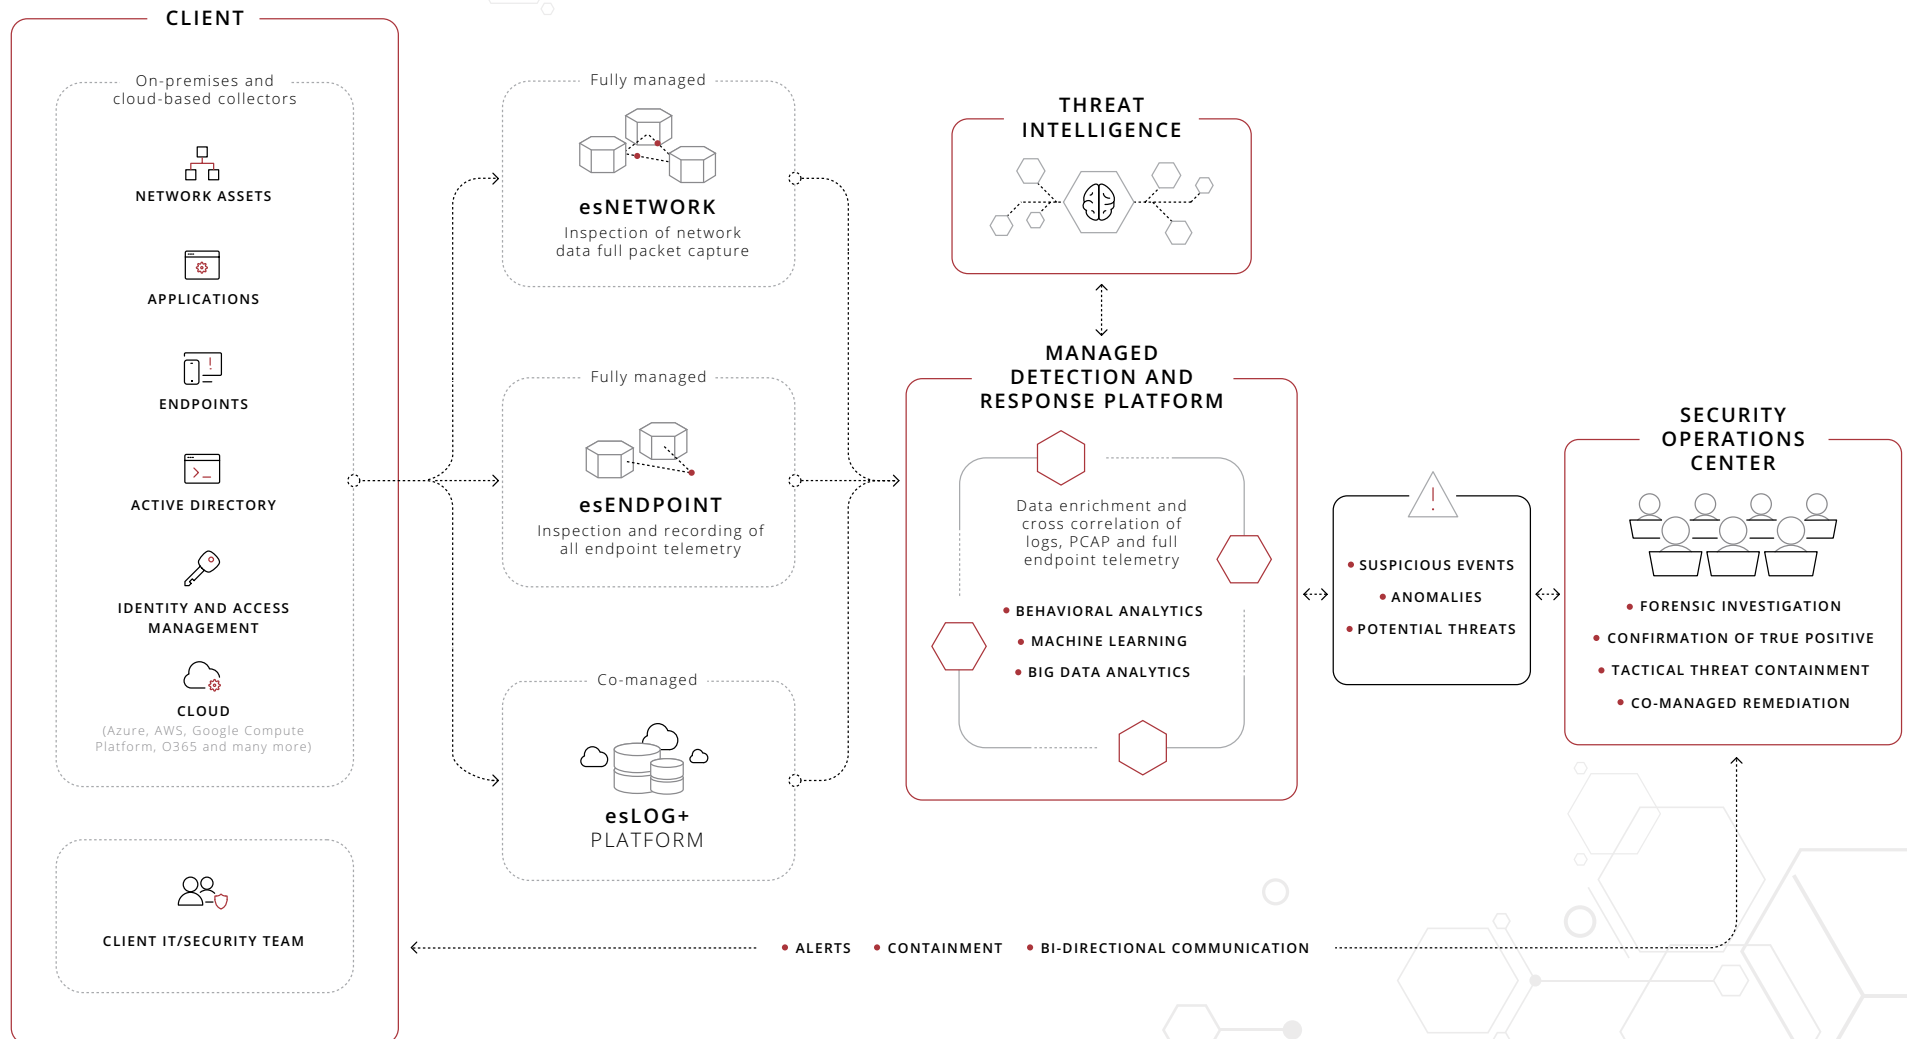 CLIENT
On-premises and
cloud-based collectors
NETWORK ASSETS
APPLICATIONS
ENDPOINTS
ACTIVE DIRECTORY
IDENTITY AND ACCESS
MANAGEMENT
CLOUD
(Azure, AWS, Google Compute
Platform, O365 and many more)
CLIENT IT/SECURITY TEAM
Fully managed
esNETWORK
Inspection of network
data full packet capture
Fully managed
esENDPOINT
Inspection and recording of
all endpoint telemetry
Co-managed
esLOG+
PLATFORM
THREAT
INTELLIGENCE
MANAGED
DETECTION AND
RESPONSE PLATFORM
Data enrichment and
cross correlation of
logs, PCAP and full
endpoint telemetry
• BEHAVIORAL ANALYTICS
• MACHINE LEARNING
• BIG DATA ANALYTICS
• SUSPICIOUS EVENTS
• ANOMALIES
• POTENTIAL THREATS
SECURITY
OPERATIONS
CENTER
• FORENSIC INVESTIGATION
• CONFIRMATION OF TRUE POSITIVE
• TACTICAL THREAT CONTAINMENT
• CO-MANAGED REMEDIATION
• ALERTS • CONTAINMENT • BI-DIRECTIONAL COMMUNICATION